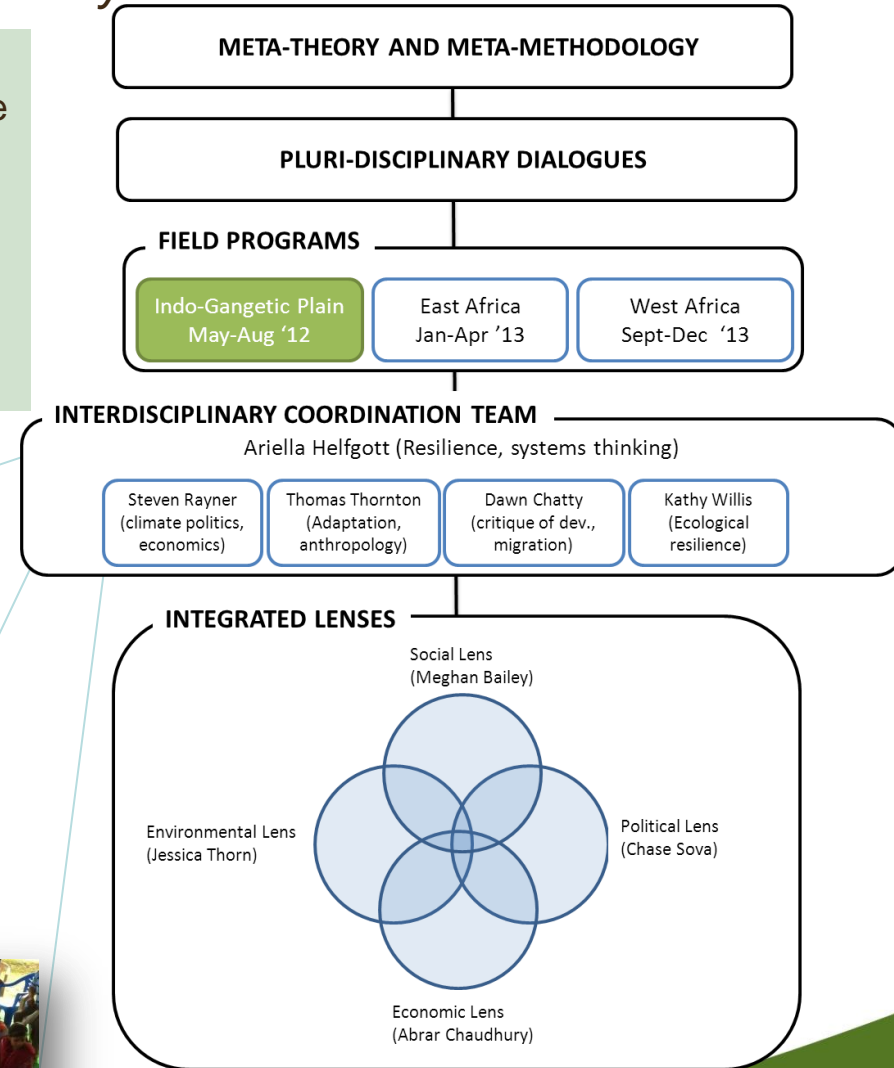 META-THEORY AND META-METHODOLOGY
PLURI-DISCIPLINARY DIALOGUES
FIELD PROGRAMS
Indo-Gangetic Plain
May-Aug ‘12
East Africa
Jan-Apr ’13
West Africa
Sept-Dec ‘13
INTERDISCIPLINARY COORDINATION TEAM
Ariella Helfgott (Resilience, systems thinking)
Steven Rayner
(climate politics,
economics)
Thomas Thornton
(Adaptation,
anthropology)
Dawn Chatty
(critique of dev.,
migration)
Kathy Willis
(Ecological
resilience)
INTEGRATED LENSES
Social Lens
(Meghan Bailey)
Environmental Lens
(Jessica Thorn)
Political Lens
(Chase Sova)
Economic Lens
(Abrar Chaudhury)